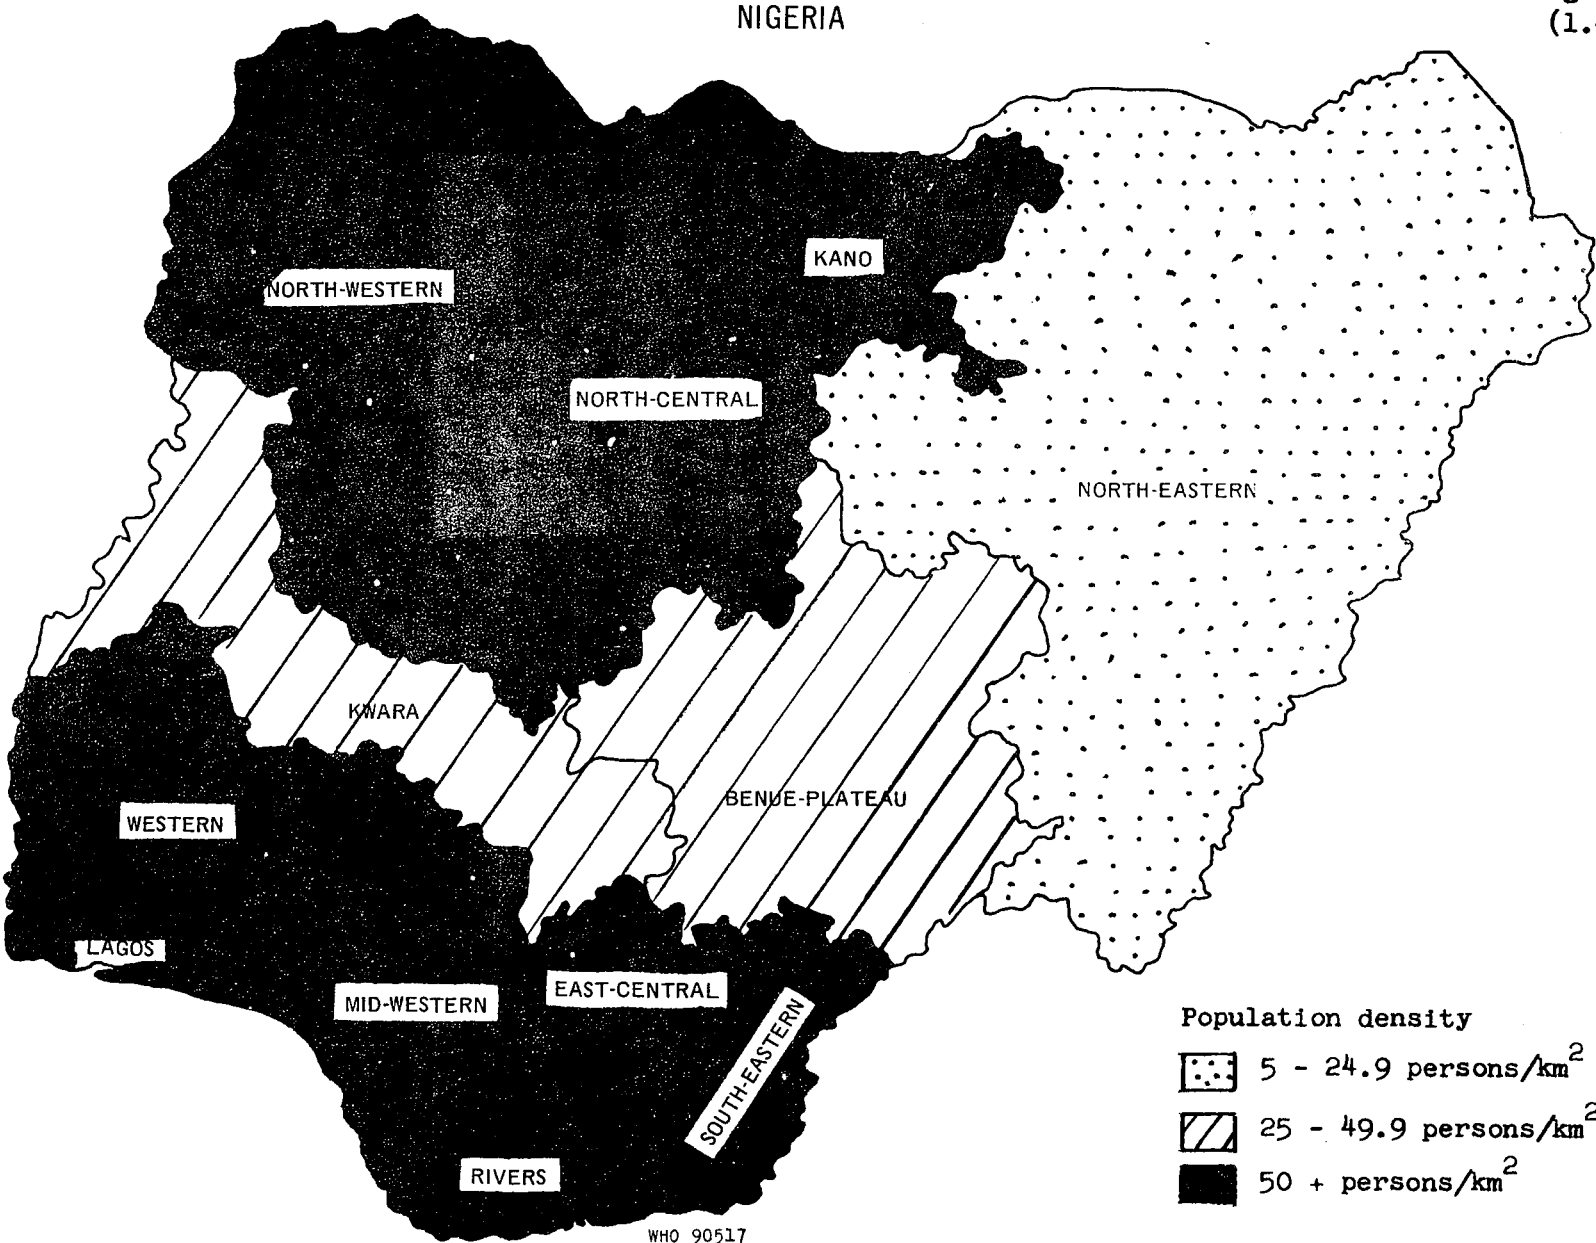 NIGERIA
(1.
KANO
NORTH-WESTERN
NORTH-CENTRAL
NORTH-EASTERN
KWARA
BENUE-PLATEAU
WESTERN
LAGOS
MID-WESTERN
EAST-CENTRAL
SOUTH-EASTERN
RIVERS
Population density
5 - 24.9 persons/km²
25 - 49.9 persons/km²
50 + persons/km²
WHO 90517